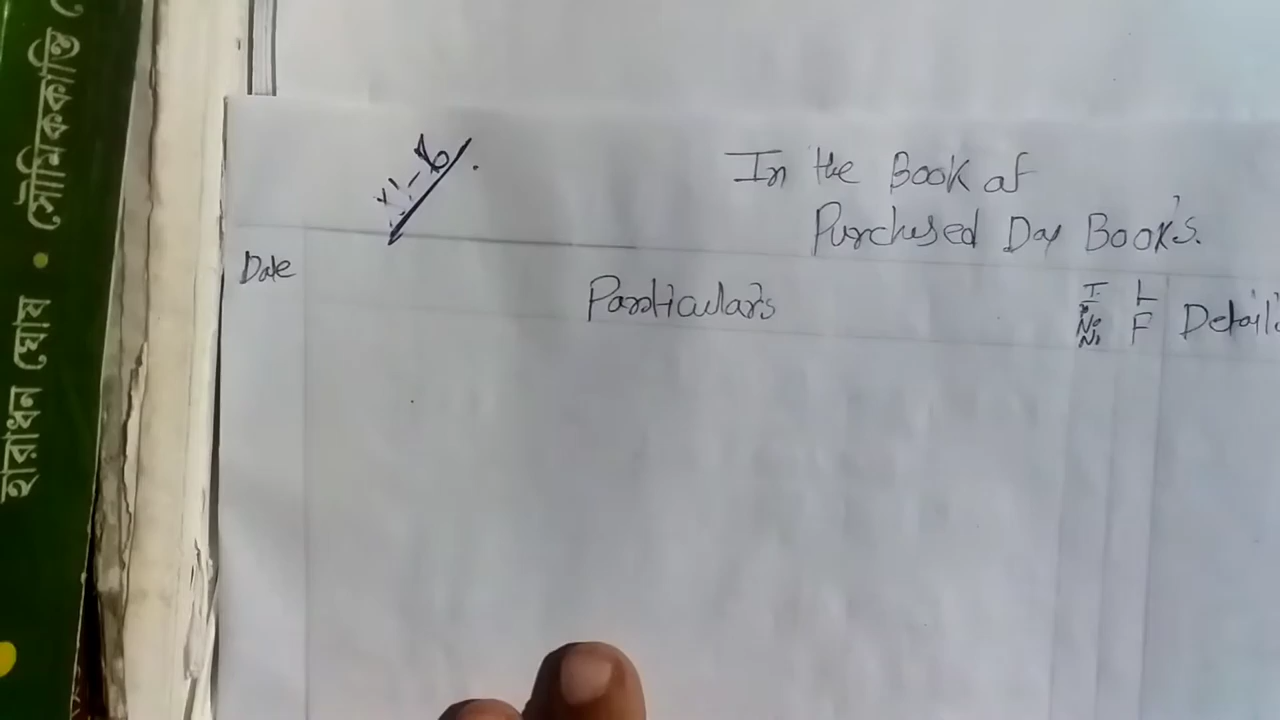 In the Book of
Purchased Day Book's.
Date
Particulars
I
No
L
F
Detail
হারাধন ঘোষ • সৌমিককান্তি